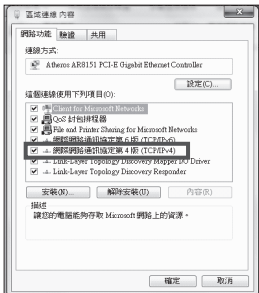 區域連線 內容
網路功能 驗證 共用
連線方式:
Atheros AR8151 PCI-E Gigabit Ethernet Controller
設定(C)...
這個連線使用下列項目(O):
Client for Microsoft Networks
QoS 封包排程器
File and Printer Sharing for Microsoft Networks
網際網路通訊協定第 6 版 (TCP/IPv6)
網際網路通訊協定第 4 版 (TCP/IPv4)
Link-Layer Topology Discovery Mapper I/O Driver
Link-Layer Topology Discovery Responder
安裝(N)... 解除安裝(U) 內容(R)
描述
讓您的電腦能夠存取 Microsoft 網路上的資源。
確定 取消